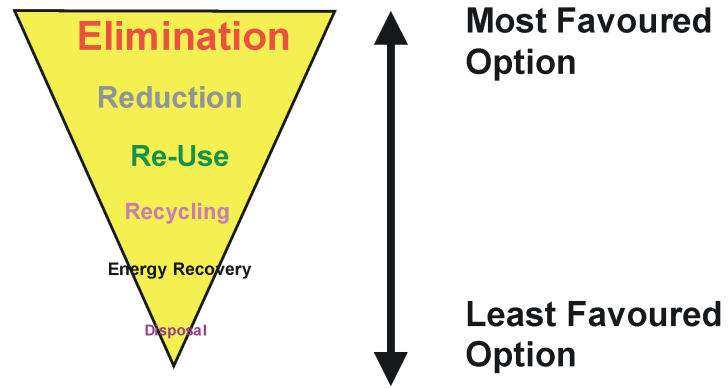 Elimination
Reduction
Re-Use
Recycling
Energy Recovery
Disposal
Most Favoured
Option
Least Favoured
Option